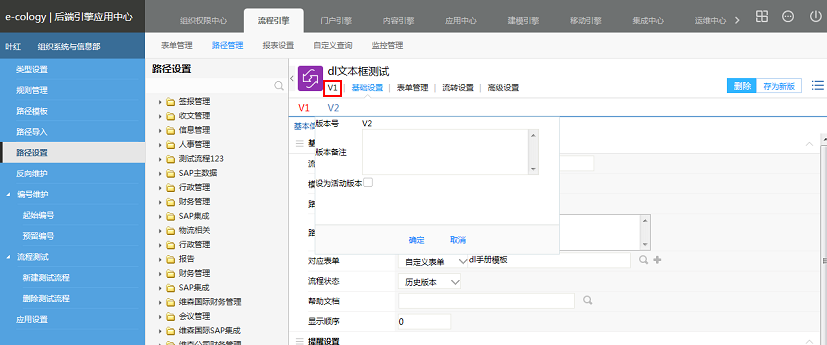 e-cology | 后端引擎应用中心
组织权限中心 流程引擎 门户引擎 内容引擎 应用中心 建模引擎 移动引擎 集成中心 运维中心
叶红 组织系统与信息部
表单管理 路径管理 报表设置 自定义查询 监控管理
类型设置
规则管理
路径模板
路径导入
路径设置
反向维护
编号维护
起始编号
预留编号
流程测试
新建测试流程
删除测试流程
应用设置
路径设置
签报管理
收文管理
信息管理
人事管理
测试流程123
SAP主数据
行政管理
财务管理
SAP集成
物流相关
行政管理
报告
财务管理
SAP集成
维森国际财务管理
会议管理
维森国际SAP集成
维森公司财务管理
dl文本框测试
V1 | 基础设置 | 表单管理 | 流转设置 | 高级设置
删除 存为新版
V1 V2
基本信
版本号 V2
版本备注
设为活动版本
确定 取消
基
流
模
路
路
对应表单 自定义表单 dl手册模板
流程状态 历史版本
帮助文档
显示顺序 0
提醒设置